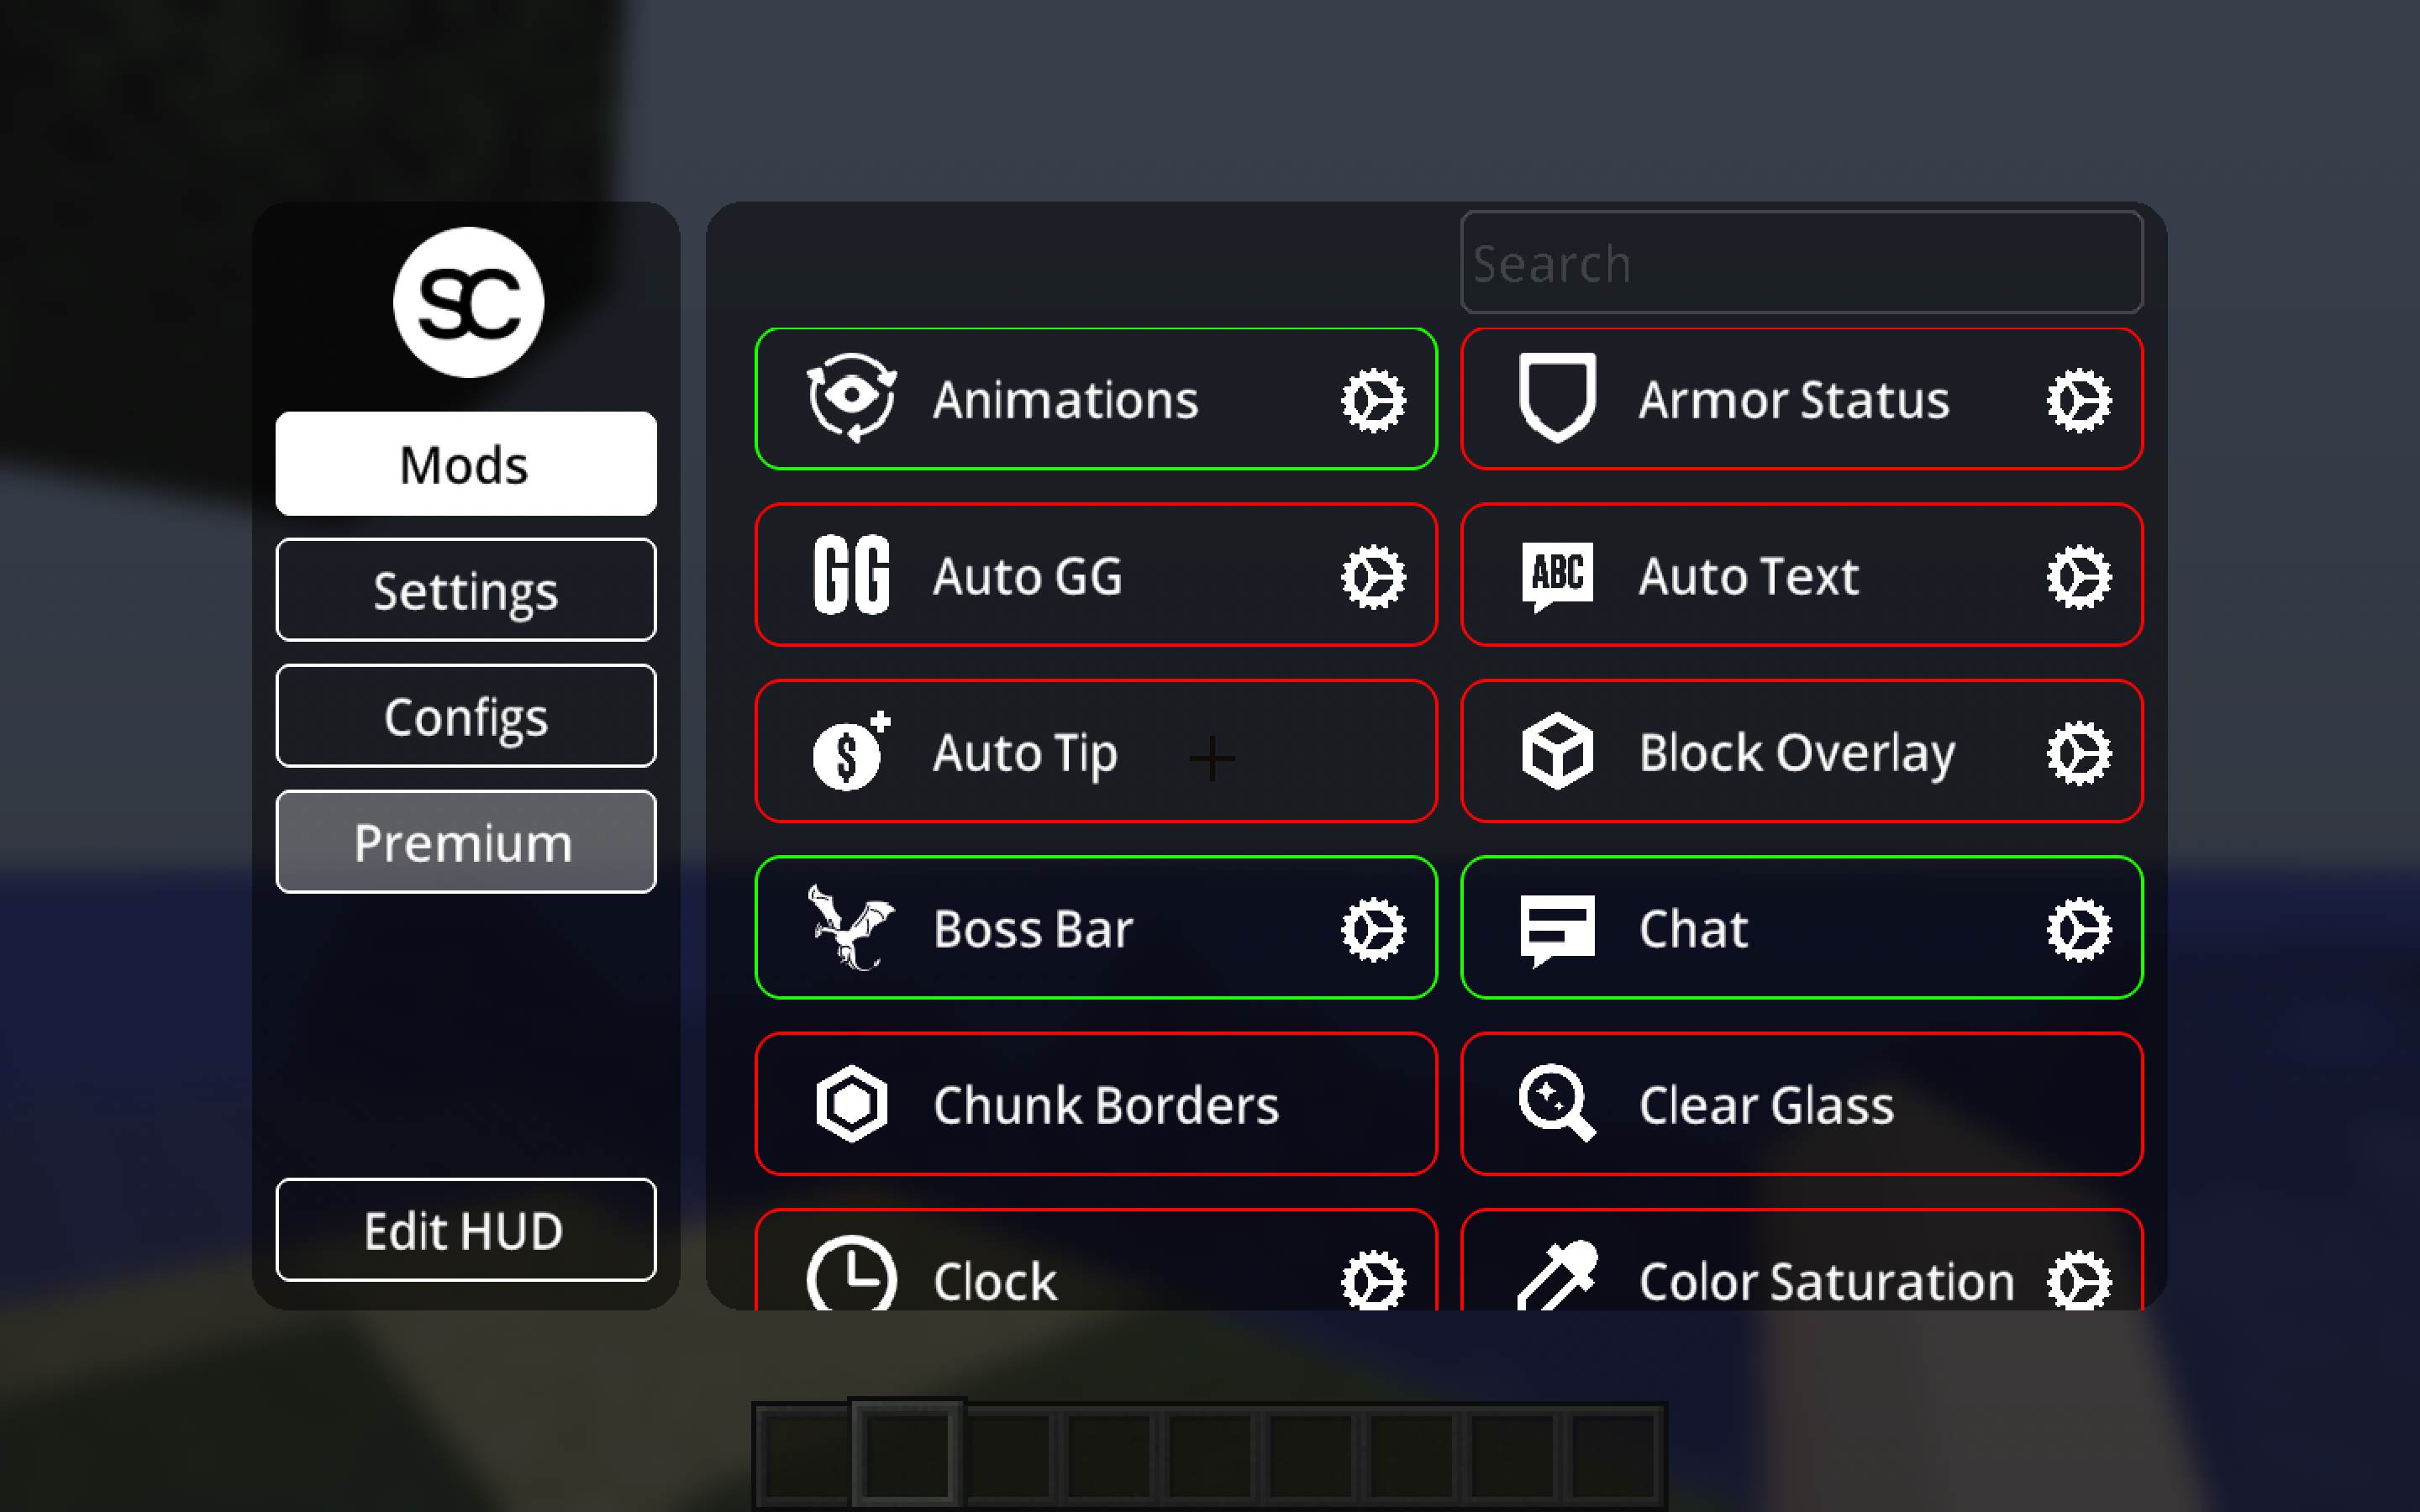 SC
Mods
Settings
Configs
Premium
Edit HUD
Search
Animations
Armor Status
GG
Auto GG
ABC
Auto Text
$
Auto Tip
Block Overlay
Boss Bar
Chat
Chunk Borders
Clear Glass
Clock
Color Saturation